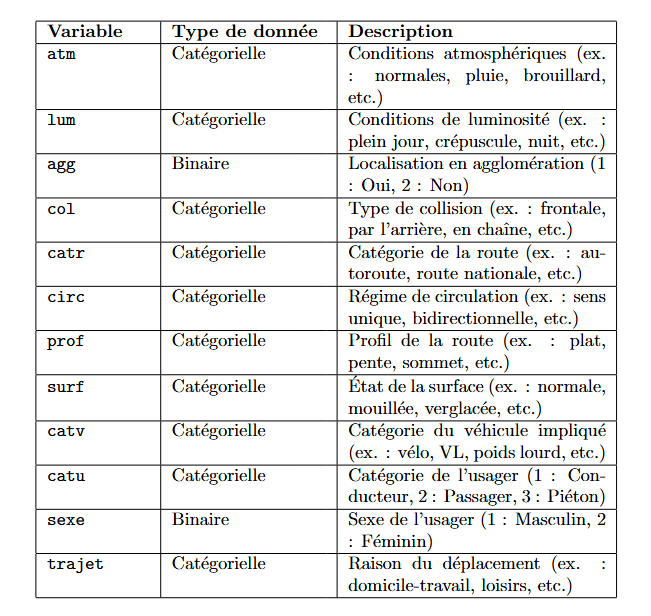 Variable Type de donnée Description
atm Catégorielle Conditions atmosphériques (ex.
: normales, pluie, brouillard,
etc.)
lum Catégorielle Conditions de luminosité (ex. :
plein jour, crépuscule, nuit, etc.)
agg Binaire Localisation en agglomération (1
: Oui, 2 : Non)
col Catégorielle Type de collision (ex. : frontale,
par l'arrière, en chaîne, etc.)
catr Catégorielle Catégorie de la route (ex. : au-
toroute, route nationale, etc.)
circ Catégorielle Régime de circulation (ex. : sens
unique, bidirectionnelle, etc.)
prof Catégorielle Profil de la route (ex. : plat,
pente, sommet, etc.)
surf Catégorielle État de la surface (ex. : normale,
mouillée, verglacée, etc.)
catv Catégorielle Catégorie du véhicule impliqué
(ex. : vélo, VL, poids lourd, etc.)
catu Catégorielle Catégorie de l'usager (1 : Con-
ducteur, 2 : Passager, 3 : Piéton)
sexe Binaire Sexe de l'usager (1 : Masculin, 2
: Féminin)
trajet Catégorielle Raison du déplacement (ex. :
domicile-travail, loisirs, etc.)